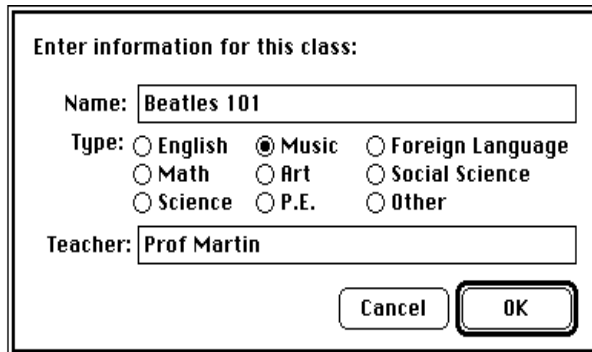 Enter information for this class:
Name: Beatles 101
Type: English Music Foreign Language
Math Art Social Science
Science P.E. Other
Teacher: Prof Martin
Cancel OK